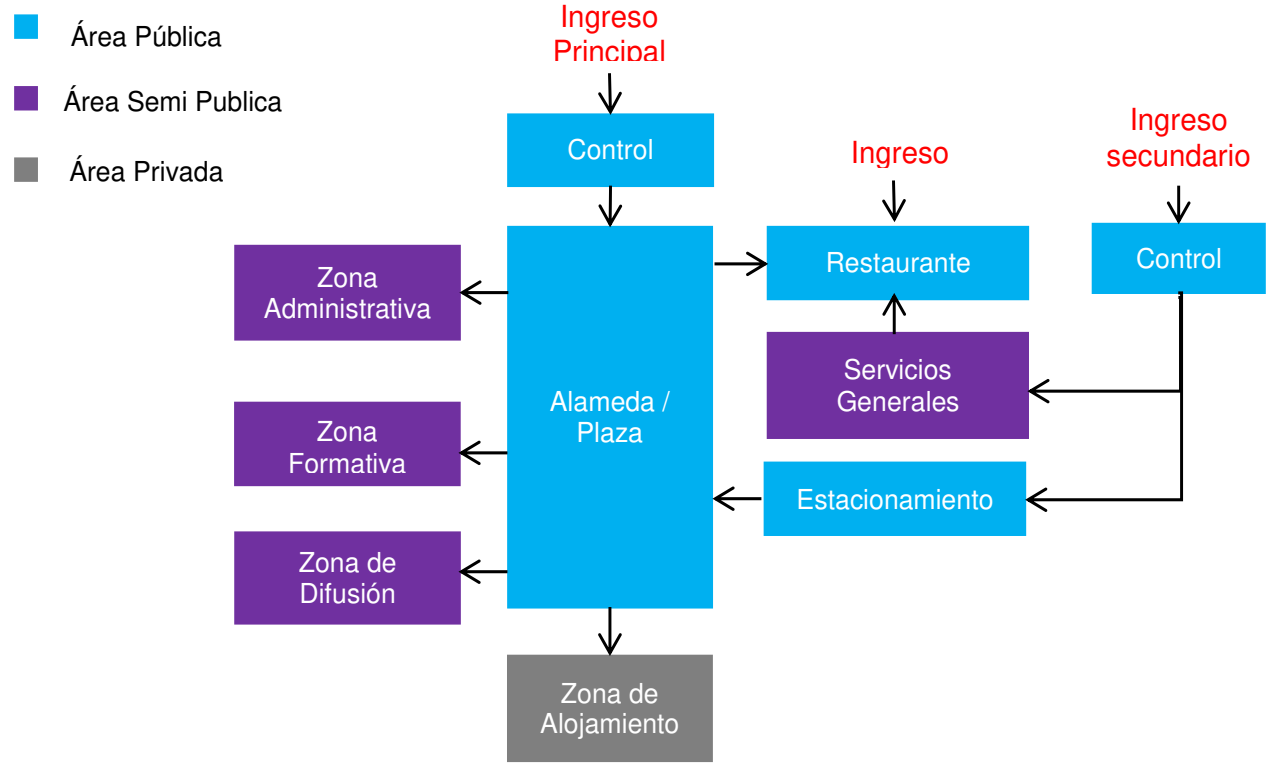 Área Pública
Área Semi Publica
Área Privada
Ingreso
Principal
Control
Ingreso
Ingreso
secundario
Restaurante
Control
Zona
Administrativa
Servicios
Generales
Alameda /
Plaza
Zona
Formativa
Estacionamiento
Zona de
Difusión
Zona de
Alojamiento